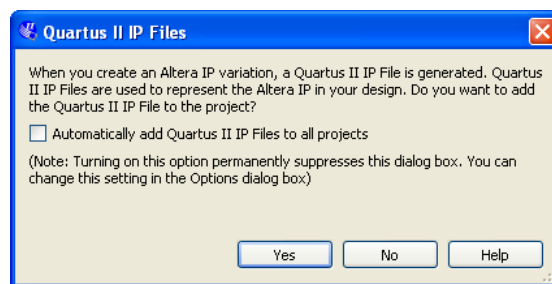 Quartus II IP Files
When you create an Altera IP variation, a Quartus II IP File is generated. Quartus
II IP Files are used to represent the Altera IP in your design. Do you want to add
the Quartus II IP File to the project?
Automatically add Quartus II IP Files to all projects
(Note: Turning on this option permanently suppresses this dialog box. You can
change this setting in the Options dialog box)
Yes No Help